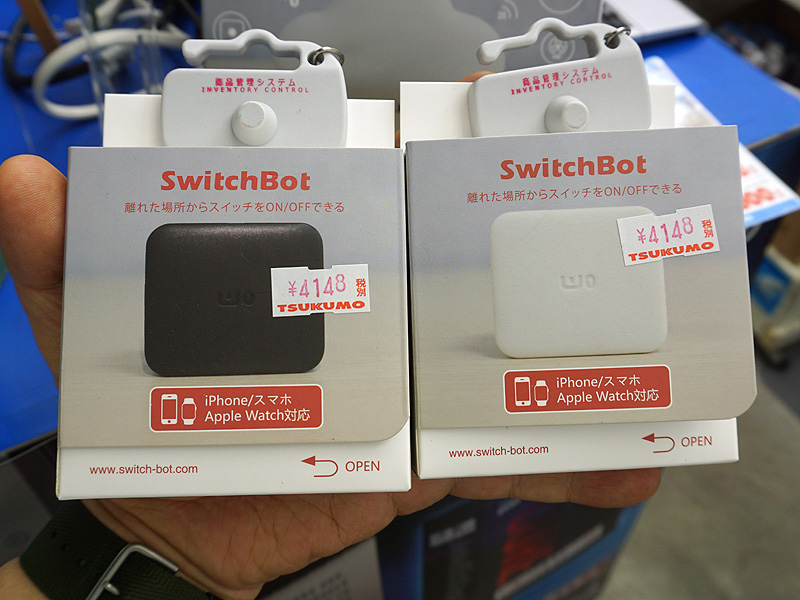 商品管理システム
INVENTORY CONTROL
SwitchBot
離れた場所からスイッチをON/OFFできる
¥4148 税別
TSUKUMO
iPhone/スマホ
Apple Watch対応
www.switch-bot.com
OPEN
商品管理システム
INVENTORY CONTROL
SwitchBot
離れた場所からスイッチをON/OFFできる
¥4148 税別
TSUKUMO
iPhone/スマホ
Apple Watch対応
www.switch-bot.com
OPEN